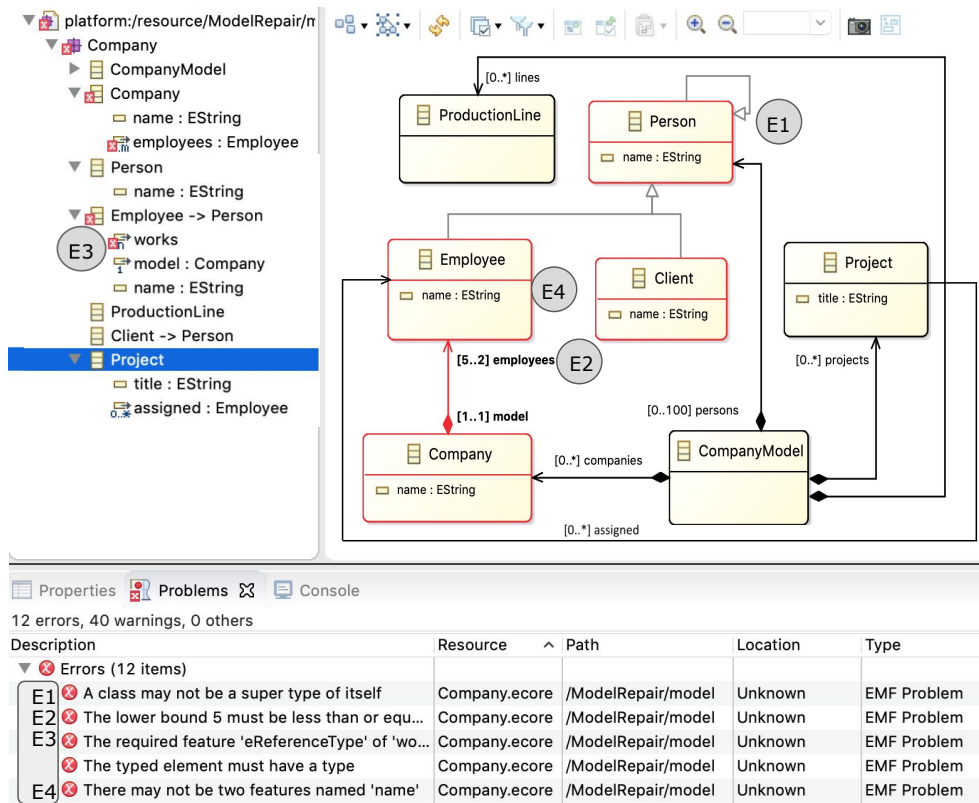 platform:/resource/ModelRepair/m
Company
CompanyModel
Company
name : EString
employees : Employee
Person
name : EString
Employee -> Person
works
E3
model : Company
name : EString
ProductionLine
Client -> Person
Project
title : EString
assigned : Employee
[0..*] lines
ProductionLine
Person
name : EString
E1
Employee
name : EString
E4
Client
name : EString
Project
title : EString
[5..2] employees
E2
[0..*] projects
[1..1] model
[0..100] persons
Company
name : EString
[0..*] companies
CompanyModel
[0..*] assigned
Properties Problems Console
12 errors, 40 warnings, 0 others
Description Resource Path Location Type
Errors (12 items)
E1 A class may not be a super type of itself Company.ecore /ModelRepair/model Unknown EMF Problem
E2 The lower bound 5 must be less than or equ... Company.ecore /ModelRepair/model Unknown EMF Problem
E3 The required feature 'eReferenceType' of 'wo... Company.ecore /ModelRepair/model Unknown EMF Problem
The typed element must have a type Company.ecore /ModelRepair/model Unknown EMF Problem
E4 There may not be two features named 'name' Company.ecore /ModelRepair/model Unknown EMF Problem